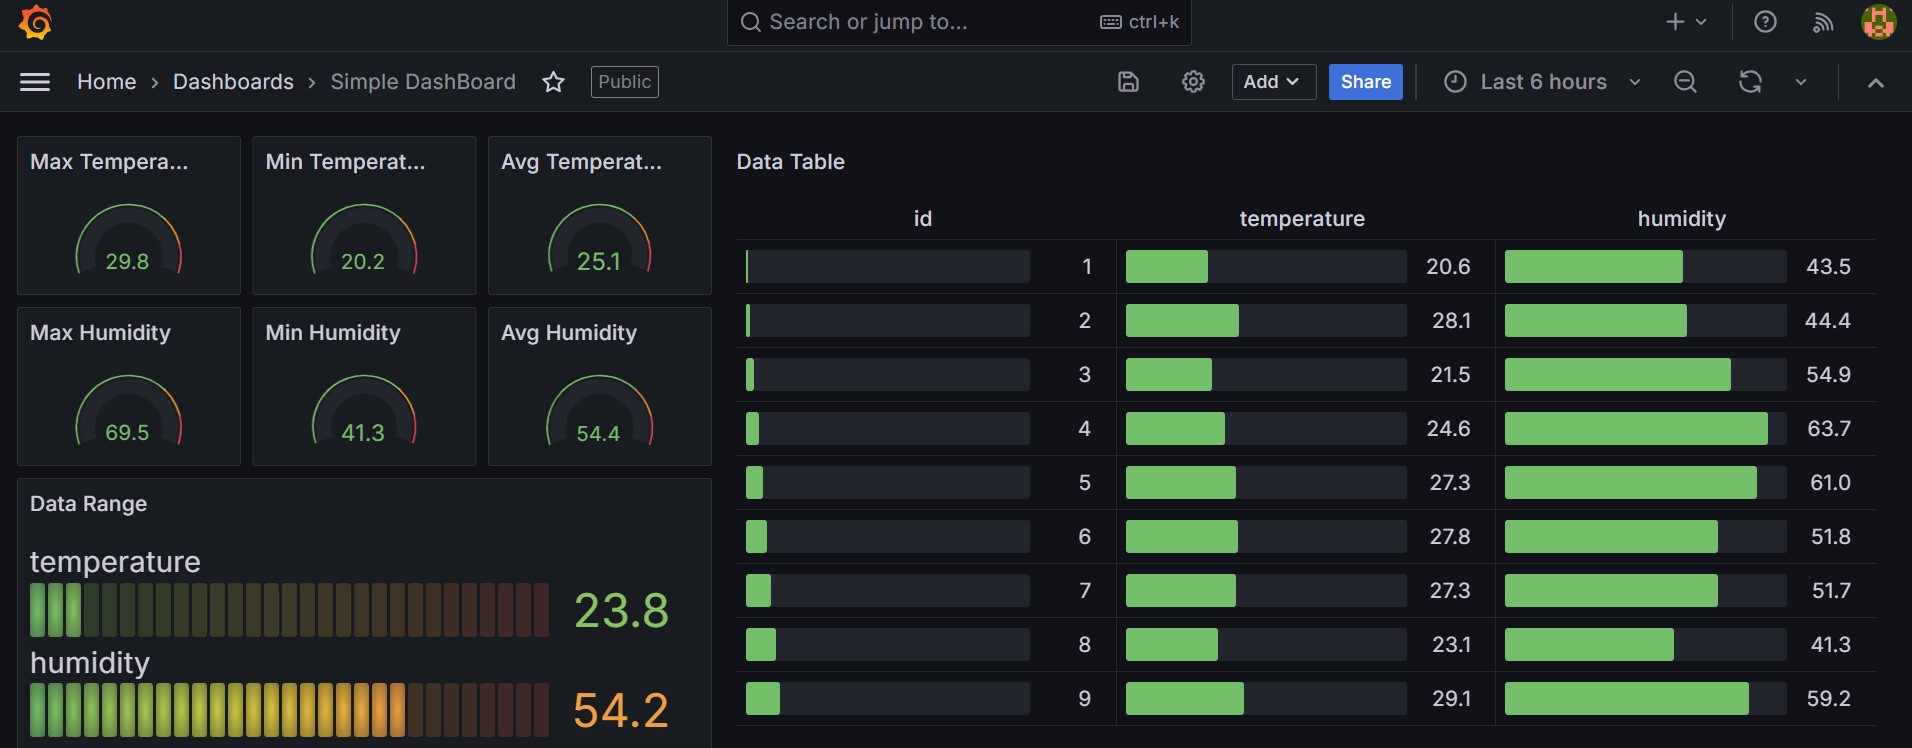 Search or jump to... ctrl+k
Home › Dashboards › Simple DashBoard Public Add Share Last 6 hours
Max Tempera...
29.8
Min Temperat...
20.2
Avg Temperat...
25.1
Max Humidity
69.5
Min Humidity
41.3
Avg Humidity
54.4
Data Range
temperature
23.8
humidity
54.2
Data Table
id temperature humidity
1 20.6 43.5
2 28.1 44.4
3 21.5 54.9
4 24.6 63.7
5 27.3 61.0
6 27.8 51.8
7 27.3 51.7
8 23.1 41.3
9 29.1 59.2